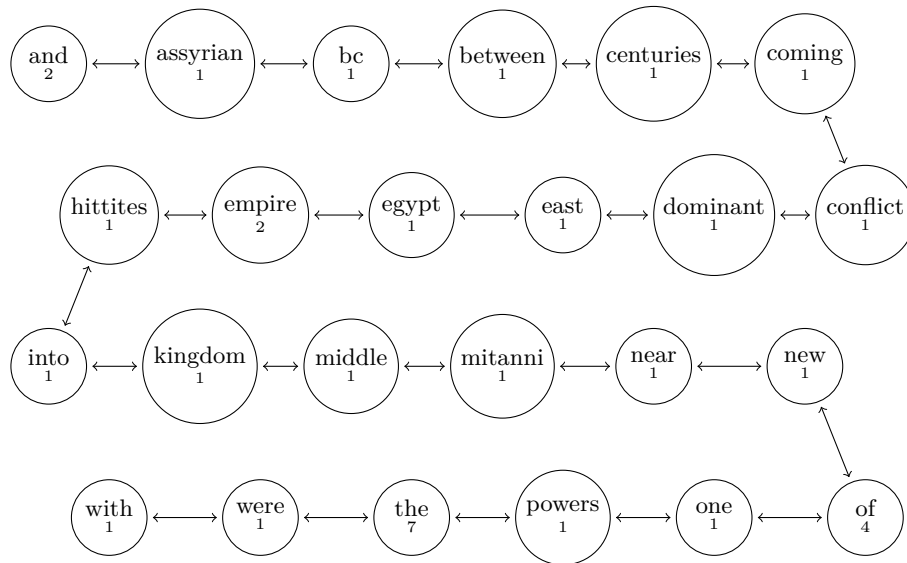 and assyrian bc between centuries coming
2 1 1 1 1 1
hittites empire egypt east dominant conflict
1 2 1 1 1 1
into kingdom middle mitanni near new
1 1 1 1 1 1
with were the powers one of
1 1 7 1 1 4